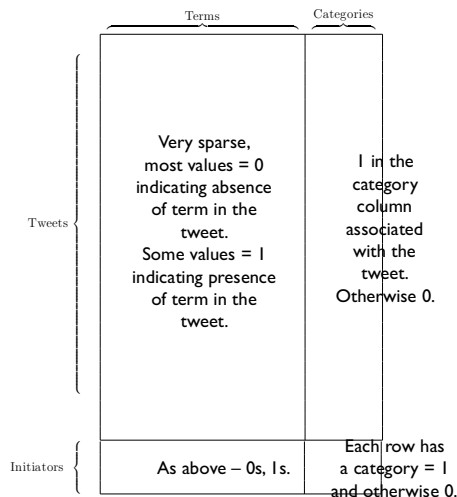 Terms
Categories
Very sparse,
most values = 0
indicating absence
of term in the
tweet.
Some values = 1
indicating presence
of term in the
tweet.
1 in the
category
column
associated
with the
tweet.
Otherwise 0.
Tweets
Initiators
As above – 0s, 1s.
Each row has
a category = 1
and otherwise 0.